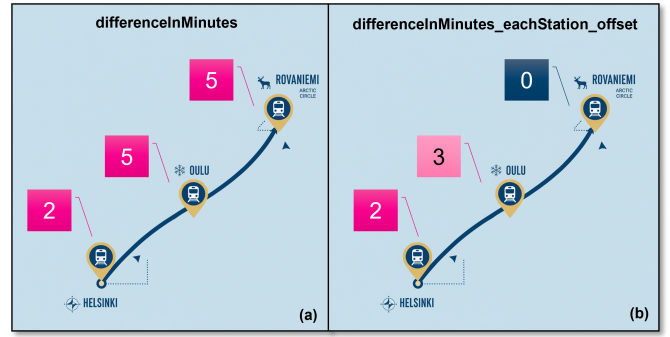 differenceInMinutes
5
ROVANIEMI
ARCTIC
CIRCLE
5
OULU
2
HELSINKI
(a)
differenceInMinutes_eachStation_offset
0
ROVANIEMI
ARCTIC
CIRCLE
3
OULU
2
HELSINKI
(b)